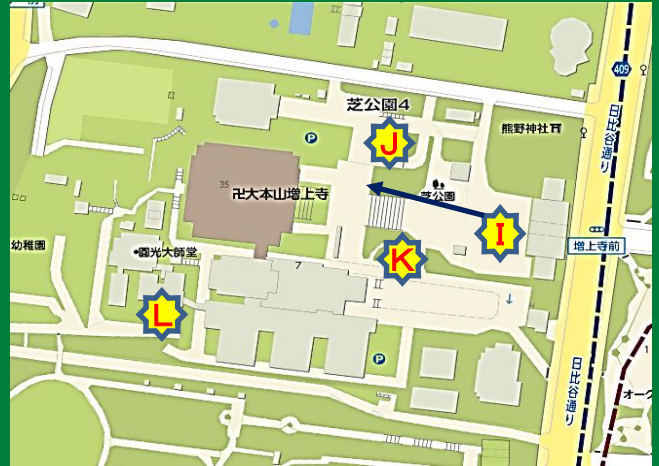 前
409
芝公園4
J
熊野神社
日比谷通り
P
35
卍大本山増上寺
芝公園
I
増上寺前
幼稚園
圓光大師堂
7
K
L
P
日比谷通り
1
オーク